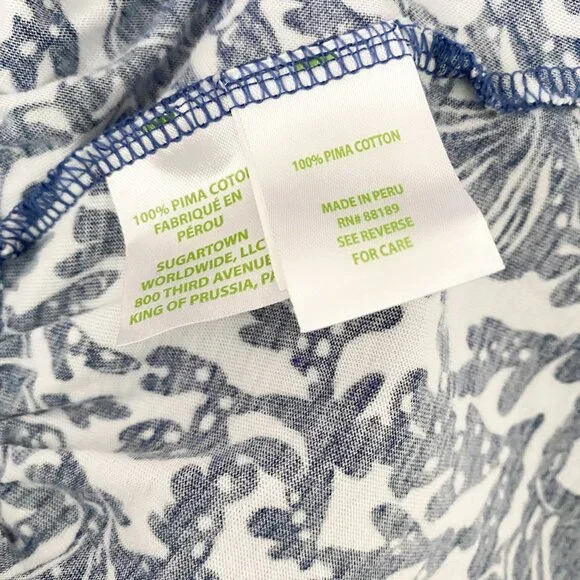 100% PIMA COTO
FABRIQUÉ EN
PÉROU
SUGARTOWN
WORLDWIDE, LLC
800 THIRD AVENUE
KING OF PRUSSIA, PA
100% PIMA COTTON
MADE IN PERU
RN# 88189
SEE REVERSE
FOR CARE